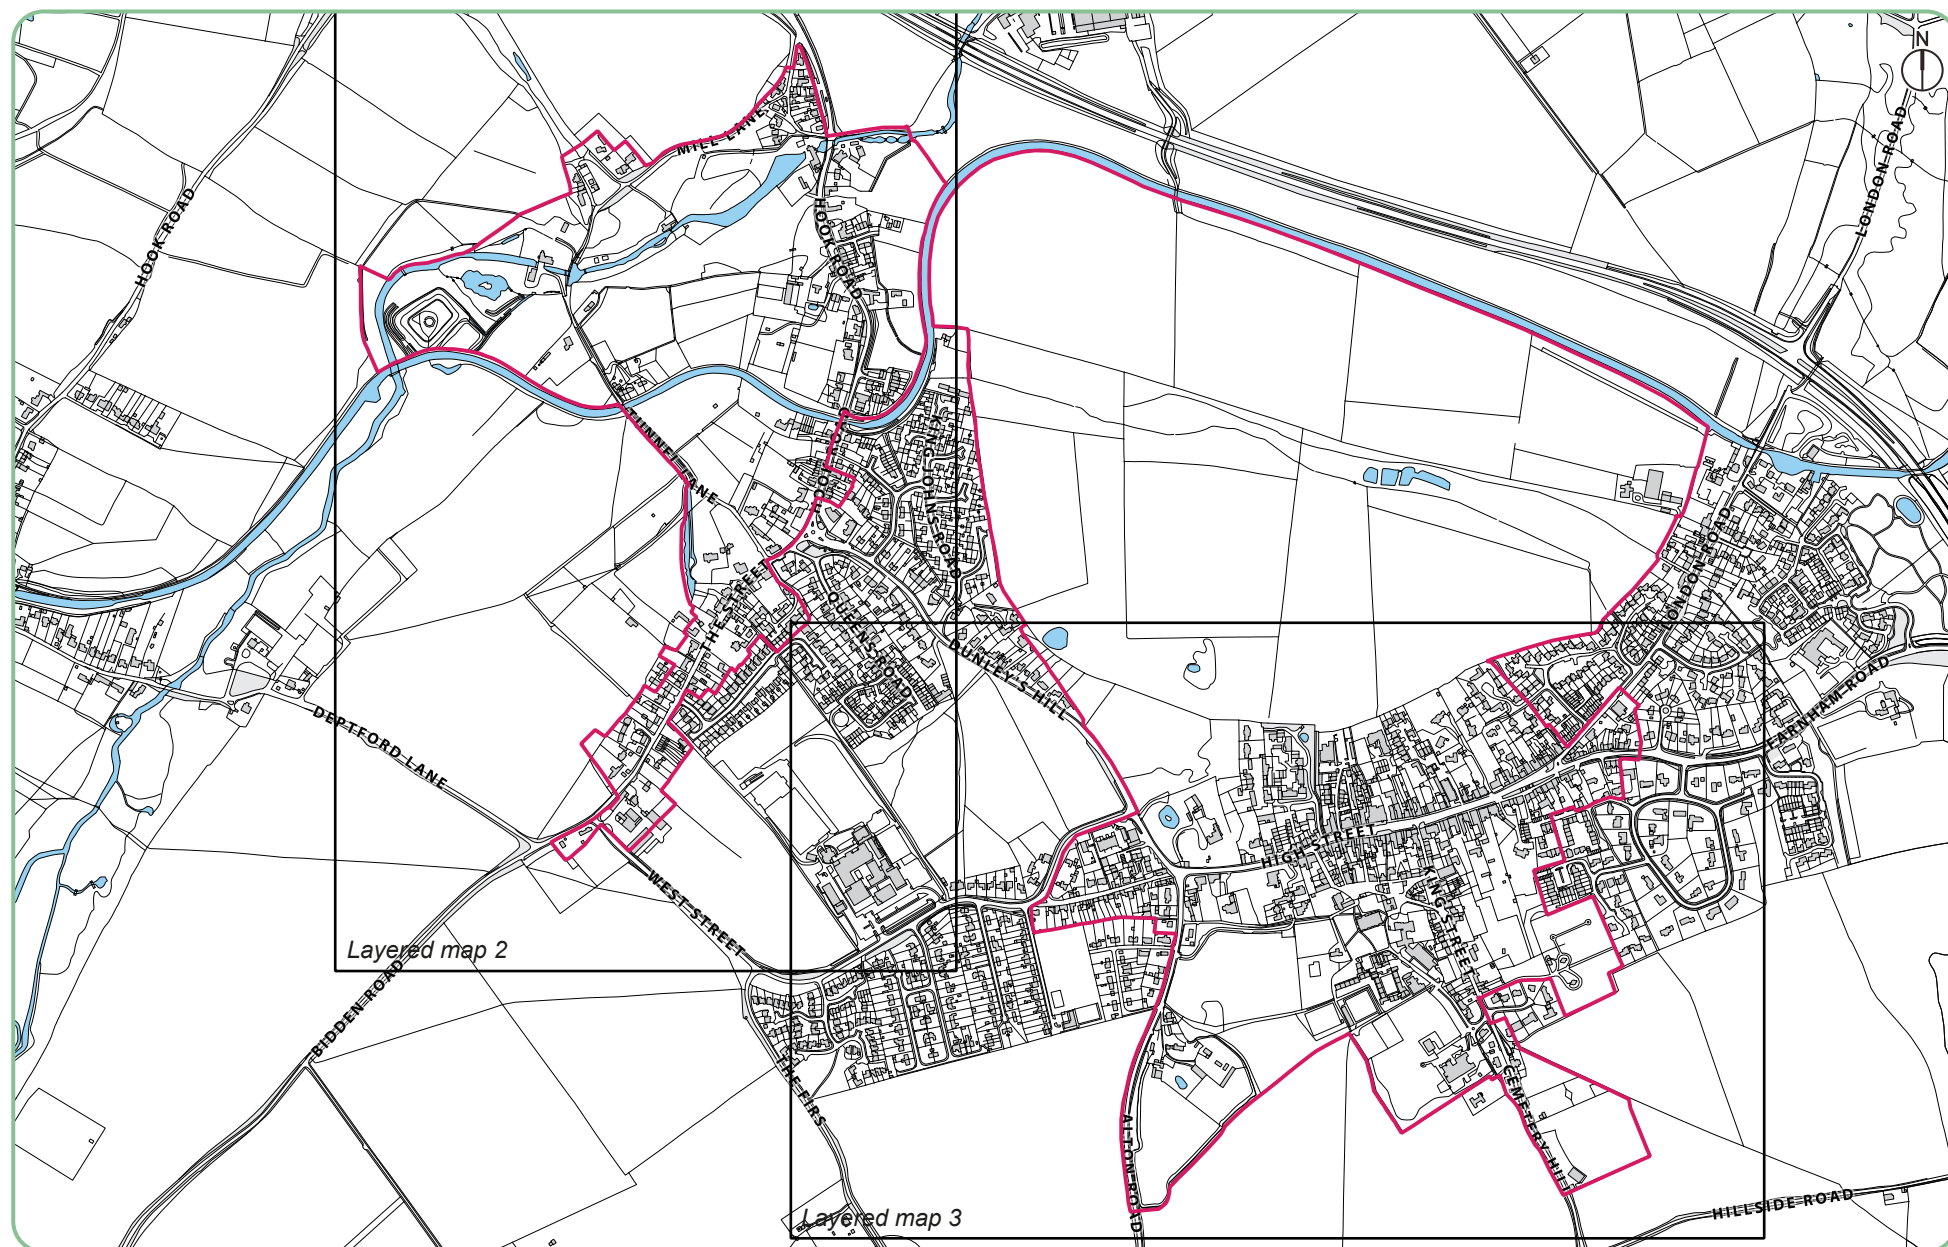 N
MILL LANE
HOOK ROAD
HOOK ROAD
LONDON ROAD
TUNNEL LANE
KING JOHNS ROAD
LONDON ROAD
THE STREET
QUEENS ROAD
DUNLEY'S HILL
FARNHAM ROAD
DEPTFORD LANE
HIGH STREET
KING STREET
WEST STREET
Layered map 2
BIDDEN ROAD
THE FIRS
ALTON ROAD
CEMETERY HILL
HILLSIDE ROAD
Layered map 3